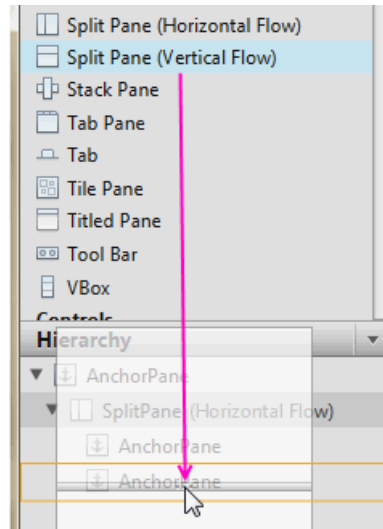 Split Pane (Horizontal Flow)
Split Pane (Vertical Flow)
Stack Pane
Tab Pane
Tab
Tile Pane
Titled Pane
Tool Bar
VBox
Controls
Hierarchy
AnchorPane
SplitPane (Horizontal Flow)
AnchorPane
AnchorPane